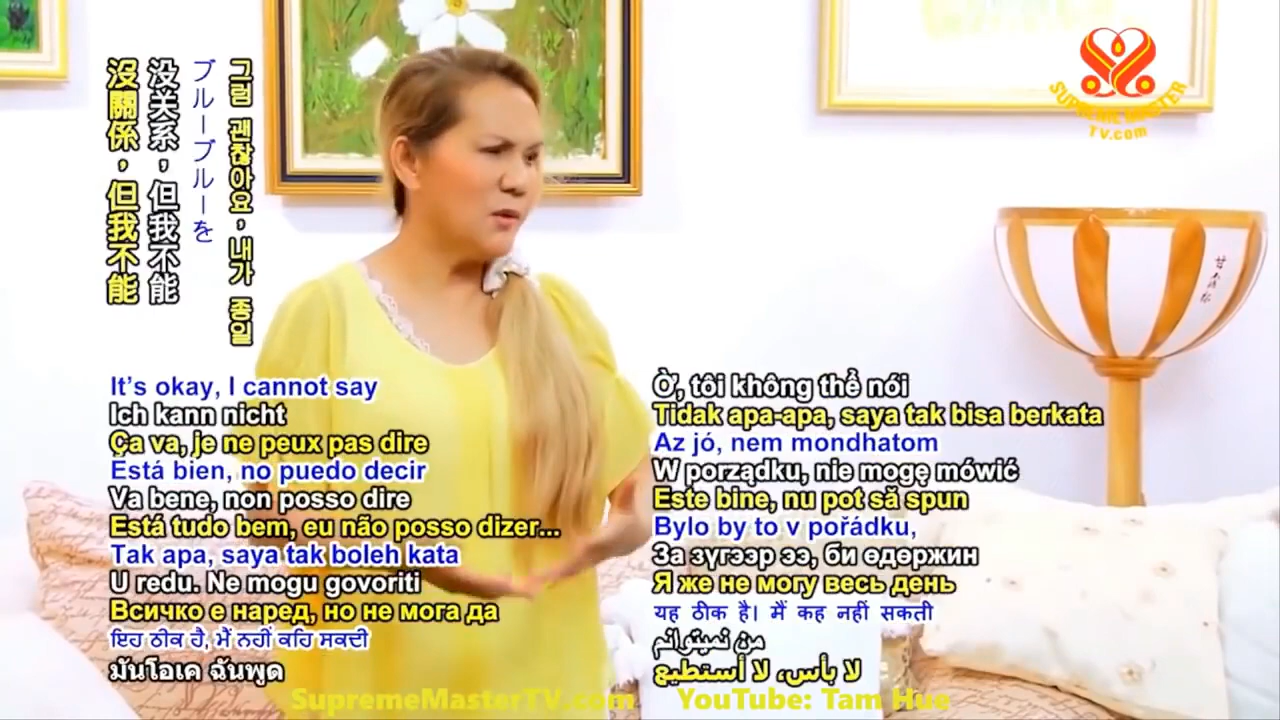 그럼 괜찮아요, 내가 종일
ブルーブルーを
没关系，但我不能
沒關係，但我不能
SUPREME MASTER
TV.com
It's okay, I cannot say
Ich kann nicht
Ça va, je ne peux pas dire
Está bien, no puedo decir
Va bene, non posso dire
Está tudo bem, eu não posso dizer...
Tak apa, saya tak boleh kata
U redu. Ne mogu govoriti
Всичко е наред, но не мога да
ਇਹ ਠੀਕ ਹੈ, ਮੈਂ ਨਹੀਂ ਕਹਿ ਸਕਦੀ
มันโอเค ฉันพูด
Ờ, tôi không thể nói
Tidak apa-apa, saya tak bisa berkata
Az jó, nem mondhatom
W porządku, nie mogę mówić
Este bine, nu pot să spun
Bylo by to v pořádku,
За зүгээр ээ, би өдөржин
Я же не могу весь день
यह ठीक है। मैं कह नहीं सकती
من نمیتوانم
لا بأس، لا أستطيع
SupremeMasterTV.com YouTube: Tam Hue